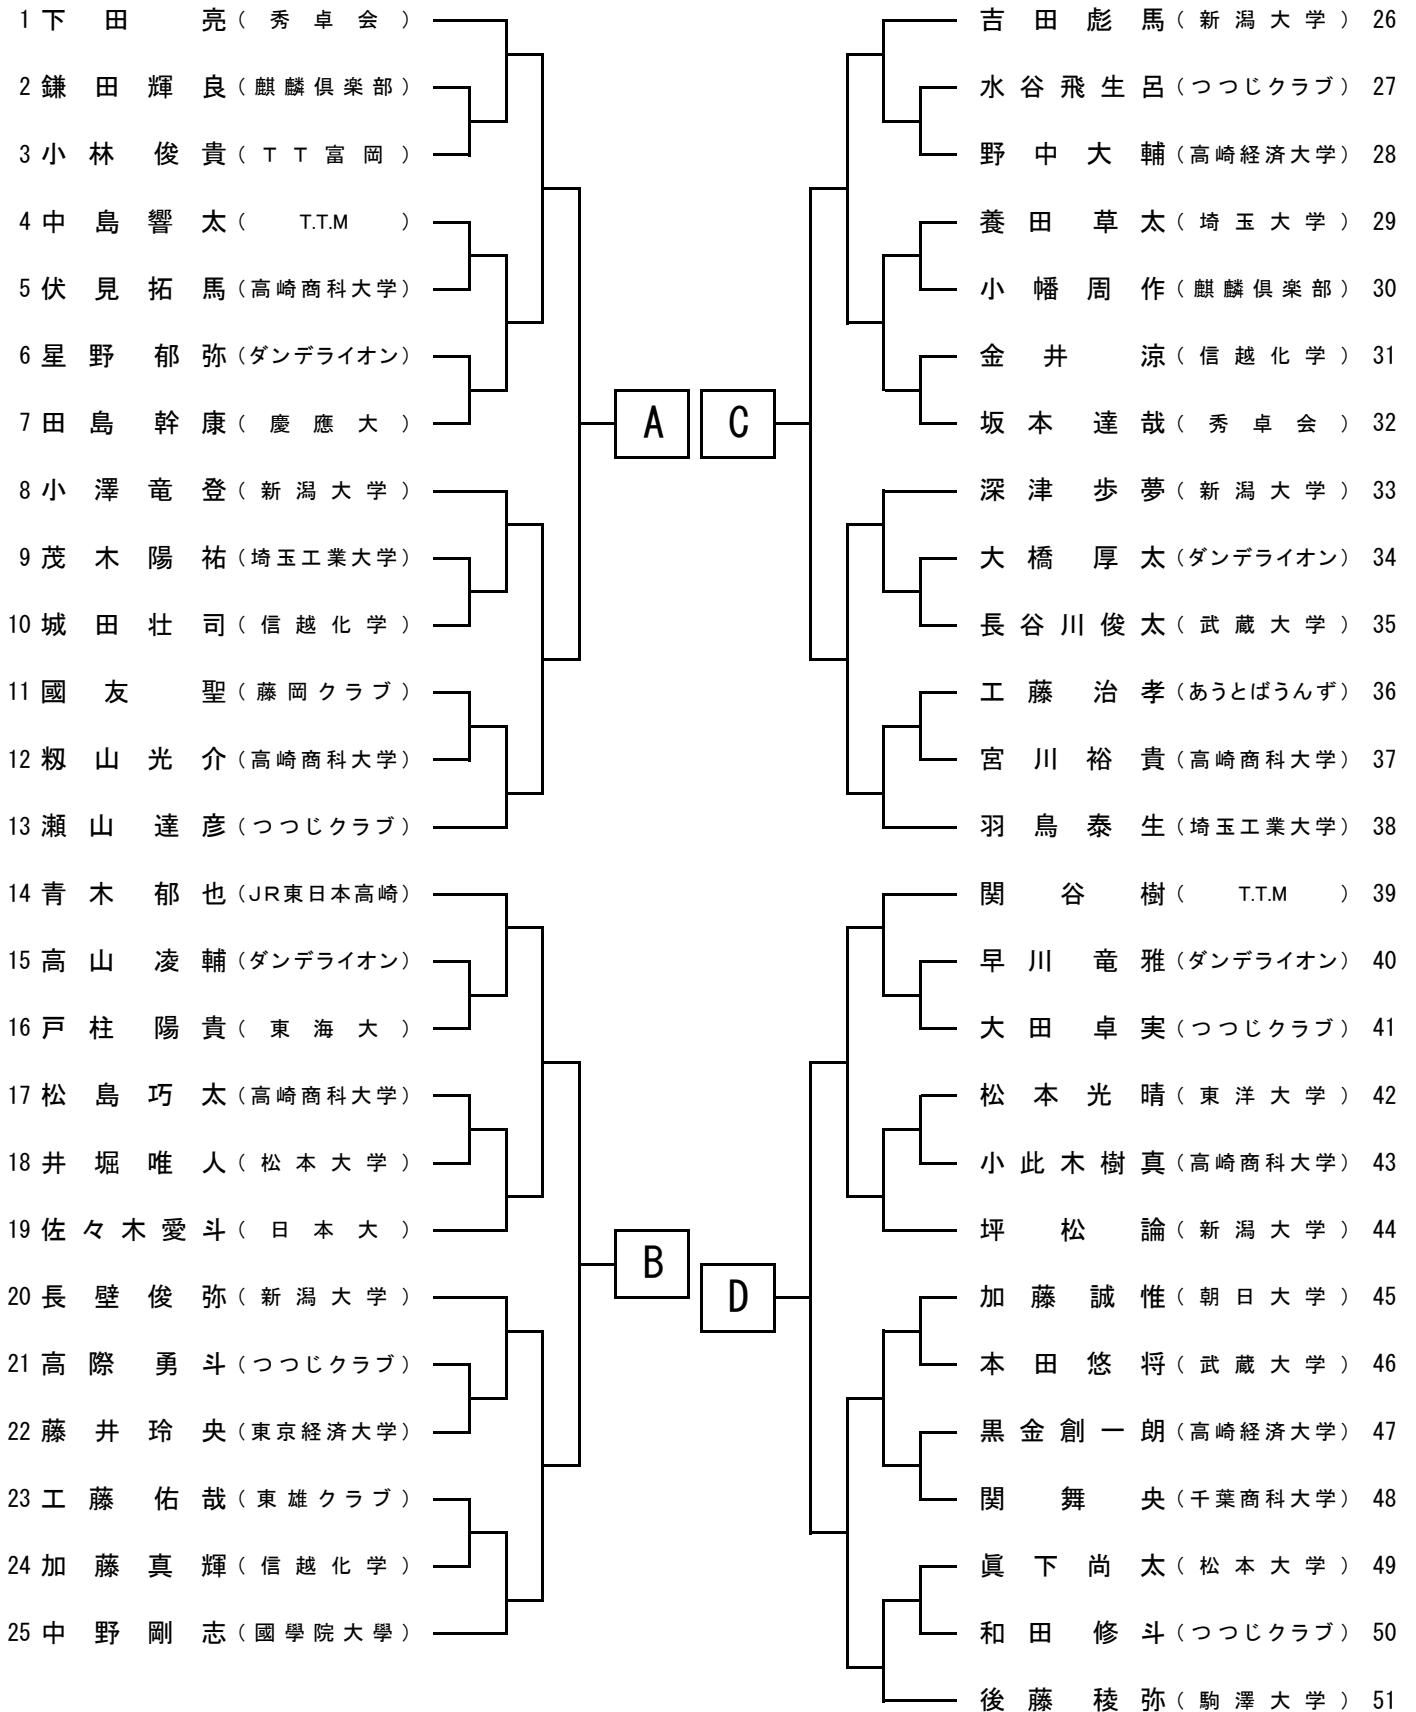 1 下田 亮 (秀卓会)
2 鎌田輝良 (麒麟倶楽部)
3 小林俊貴 (ＴＴ富岡)
4 中島響太 (T.T.M)
5 伏見拓馬 (高崎商科大学)
6 星野郁弥 (ダンデライオン)
7 田島幹康 (慶應大)
8 小澤竜登 (新潟大学)
9 茂木陽祐 (埼玉工業大学)
10 城田壮司 (信越化学)
11 國友 聖 (藤岡クラブ)
12 籾山光介 (高崎商科大学)
13 瀬山達彦 (つつじクラブ)
A
14 青木郁也 (JR東日本高崎)
15 高山凌輔 (ダンデライオン)
16 戸柱陽貴 (東海大)
17 松島巧太 (高崎商科大学)
18 井堀唯人 (松本大学)
19 佐々木愛斗 (日本大)
20 長壁俊弥 (新潟大学)
21 高際勇斗 (つつじクラブ)
22 藤井玲央 (東京経済大学)
23 工藤佑哉 (東雄クラブ)
24 加藤真輝 (信越化学)
25 中野剛志 (國學院大學)
B
吉田彪馬 (新潟大学) 26
水谷飛生呂 (つつじクラブ) 27
野中大輔 (高崎経済大学) 28
養田草太 (埼玉大学) 29
小幡周作 (麒麟倶楽部) 30
金井 涼 (信越化学) 31
坂本達哉 (秀卓会) 32
深津歩夢 (新潟大学) 33
大橋厚太 (ダンデライオン) 34
長谷川俊太 (武蔵大学) 35
工藤治孝 (あうとばうんず) 36
宮川裕貴 (高崎商科大学) 37
羽鳥泰生 (埼玉工業大学) 38
C
関谷 樹 (T.T.M) 39
早川竜雅 (ダンデライオン) 40
大田卓実 (つつじクラブ) 41
松本光晴 (東洋大学) 42
小此木樹真 (高崎商科大学) 43
坪松 論 (新潟大学) 44
加藤誠惟 (朝日大学) 45
本田悠将 (武蔵大学) 46
黒金創一朗 (高崎経済大学) 47
関 舞央 (千葉商科大学) 48
眞下尚太 (松本大学) 49
和田修斗 (つつじクラブ) 50
後藤稜弥 (駒澤大学) 51
D